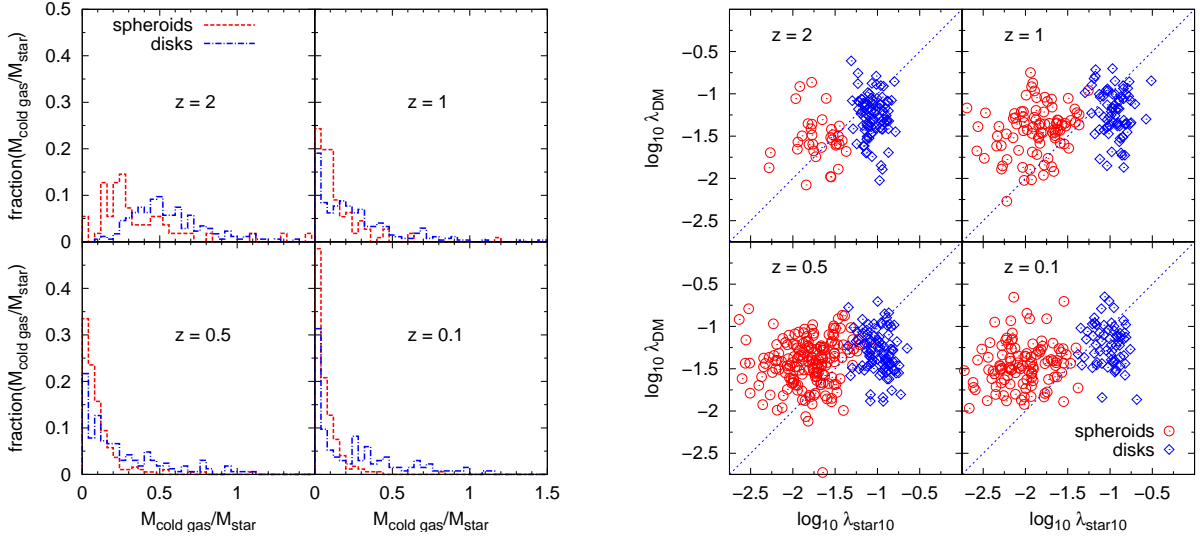 spheroids
disks
z = 2
z = 1
0.5
0.4
0.3
0.2
0.1
0
fraction(M_cold gas/M_star)
z = 0.5
z = 0.1
0.4
0.3
0.2
0.1
0
fraction(M_cold gas/M_star)
0 0.5 1 0 0.5 1 1.5
M_cold gas/M_star M_cold gas/M_star
z = 2
z = 1
−0.5
−1
−1.5
−2
−2.5
log_10 λ_DM
z = 0.5
z = 0.1
−0.5
−1
−1.5
−2
−2.5
log_10 λ_DM
spheroids
disks
−2.5 −2 −1.5 −1 −0.5 −2.5 −2 −1.5 −1 −0.5
log_10 λ_star10 log_10 λ_star10